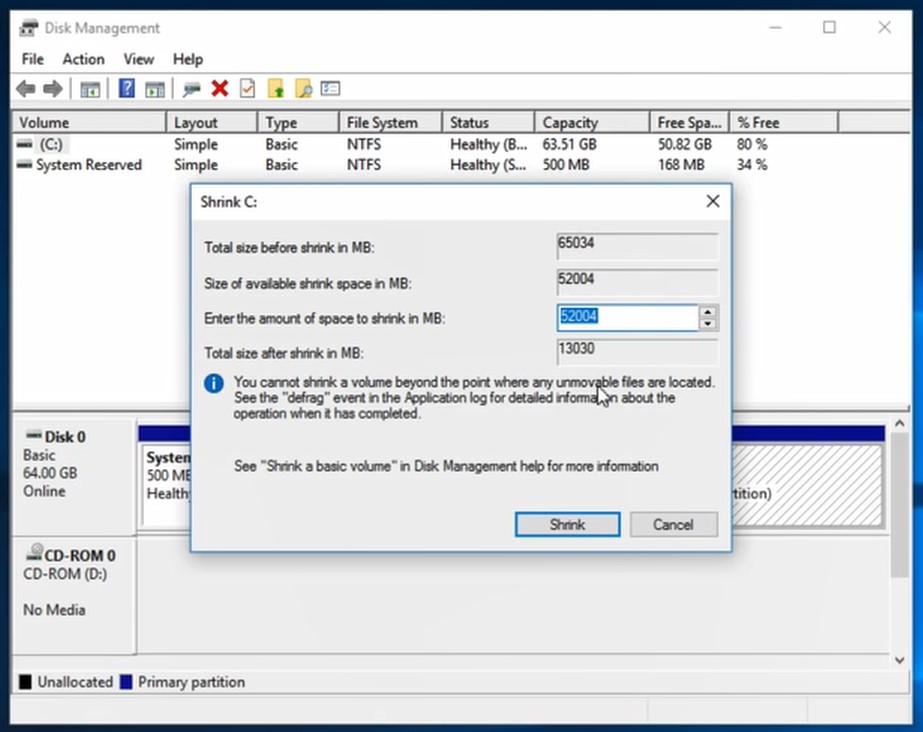 Disk Management
File Action View Help
Volume Layout Type File System Status Capacity Free Spa... % Free
(C:) Simple Basic NTFS Healthy (B... 63.51 GB 50.82 GB 80 %
System Reserved Simple Basic NTFS Healthy (S... 500 MB 168 MB 34 %
Shrink C:
Total size before shrink in MB: 65034
Size of available shrink space in MB: 52004
Enter the amount of space to shrink in MB: 52004
Total size after shrink in MB: 13030
You cannot shrink a volume beyond the point where any unmovable files are located.
See the "defrag" event in the Application log for detailed information about the
operation when it has completed.
See "Shrink a basic volume" in Disk Management help for more information
Shrink Cancel
Disk 0
Basic
64.00 GB
Online
System
500 MB
Health
tition)
CD-ROM 0
CD-ROM (D:)
No Media
Unallocated Primary partition